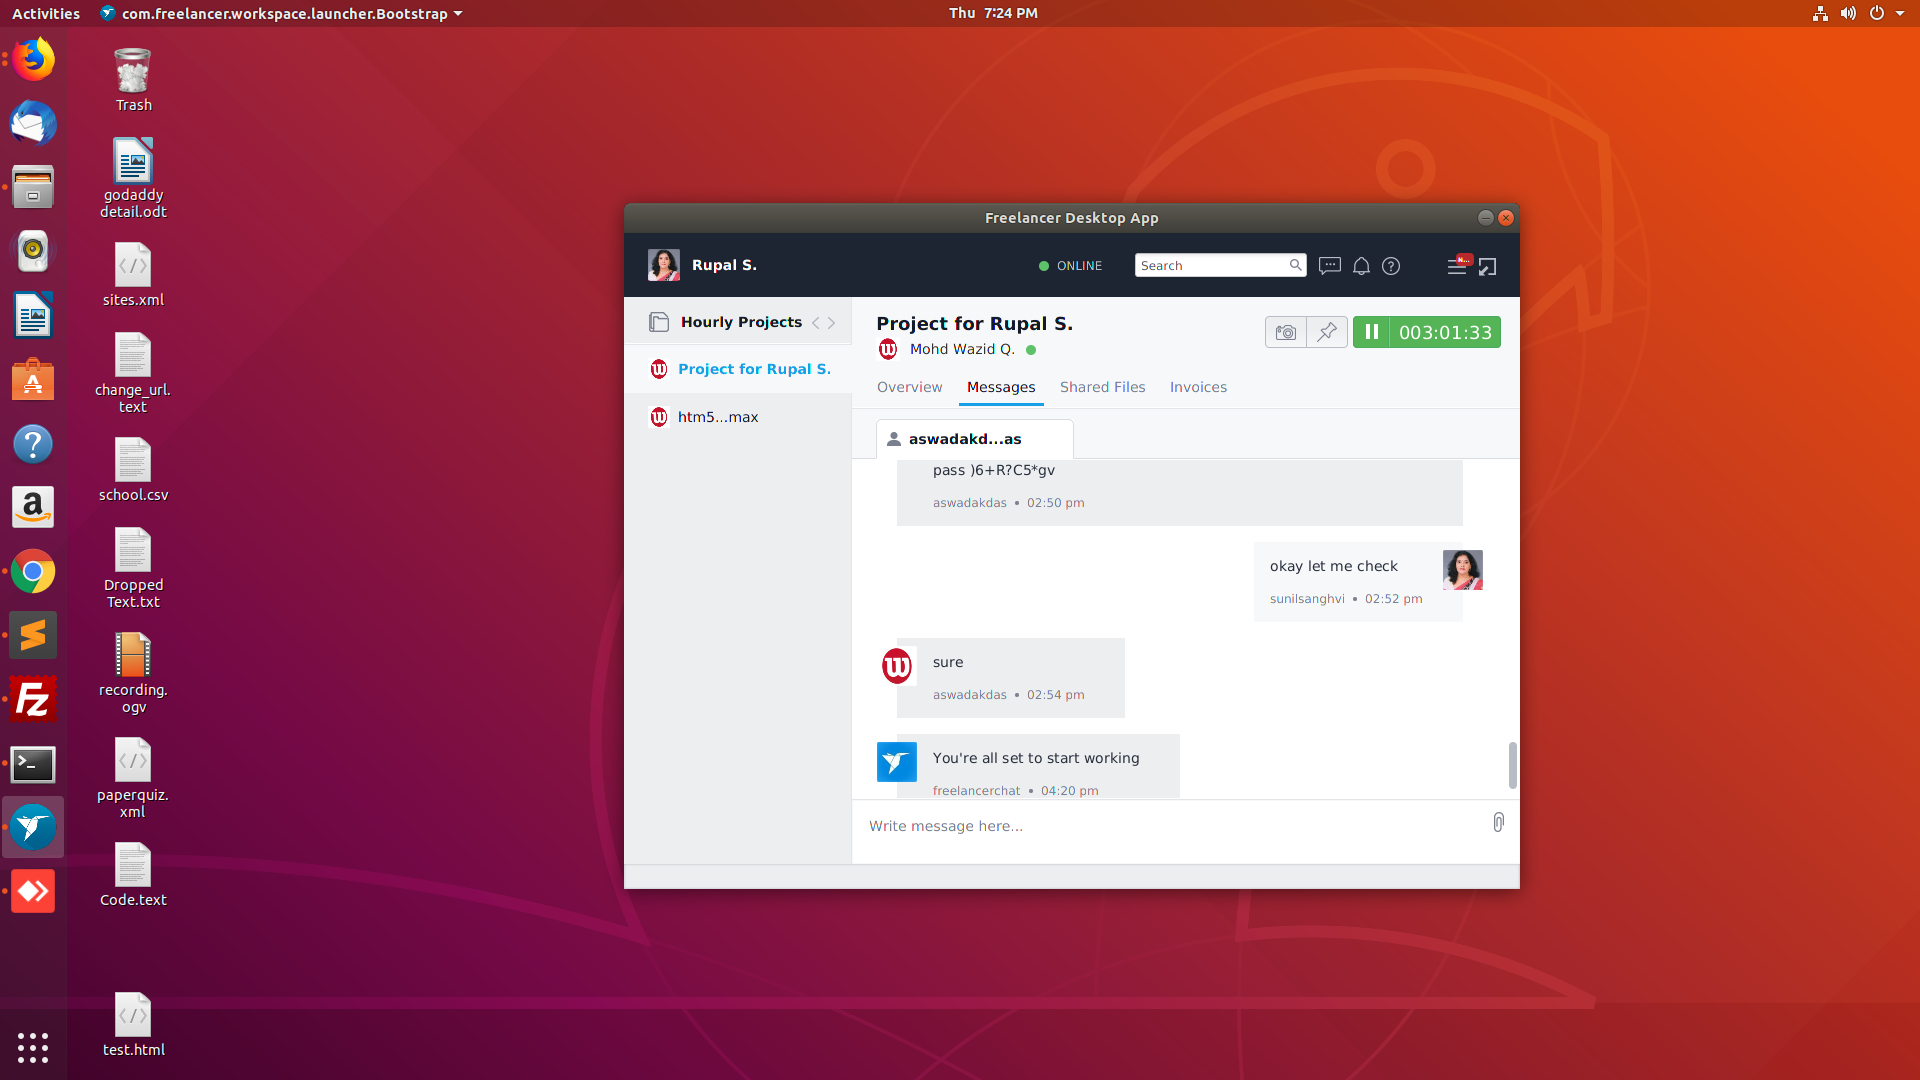 Activities
com.freelancer.workspace.launcher.Bootstrap
Thu 7:24 PM
Trash
godaddy
detail.odt
sites.xml
change_url.
text
school.csv
Dropped
Text.txt
recording.
ogv
paperquiz.
xml
Code.text
test.html
Freelancer Desktop App
Rupal S.
ONLINE
Search
N...
Hourly Projects
Project for Rupal S.
htm5...max
Project for Rupal S.
Mohd Wazid Q.
003:01:33
Overview Messages Shared Files Invoices
aswadakd...as
pass )6+R?C5*gv
aswadakdas • 02:50 pm
okay let me check
sunilsanghvi • 02:52 pm
sure
aswadakdas • 02:54 pm
You're all set to start working
freelancerchat • 04:20 pm
Write message here...